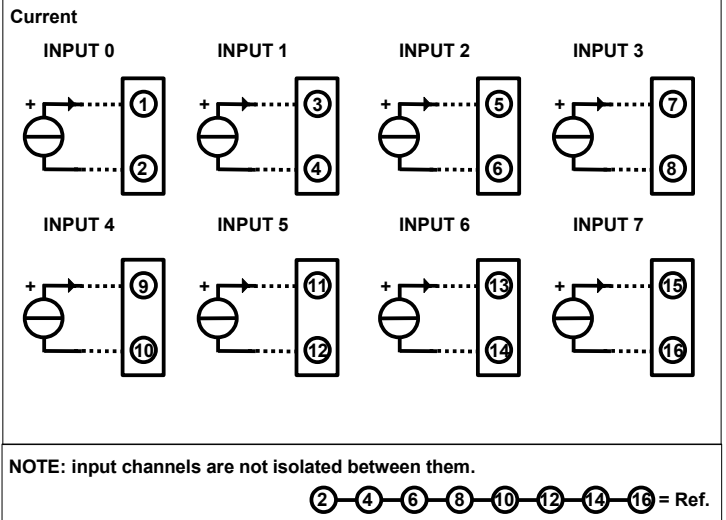 Current
INPUT 0 INPUT 1 INPUT 2 INPUT 3
+ 1 + 3 + 5 + 7
2 4 6 8
INPUT 4 INPUT 5 INPUT 6 INPUT 7
+ 9 + 11 + 13 + 15
10 12 14 16
NOTE: input channels are not isolated between them.
2 4 6 8 10 12 14 16 = Ref.